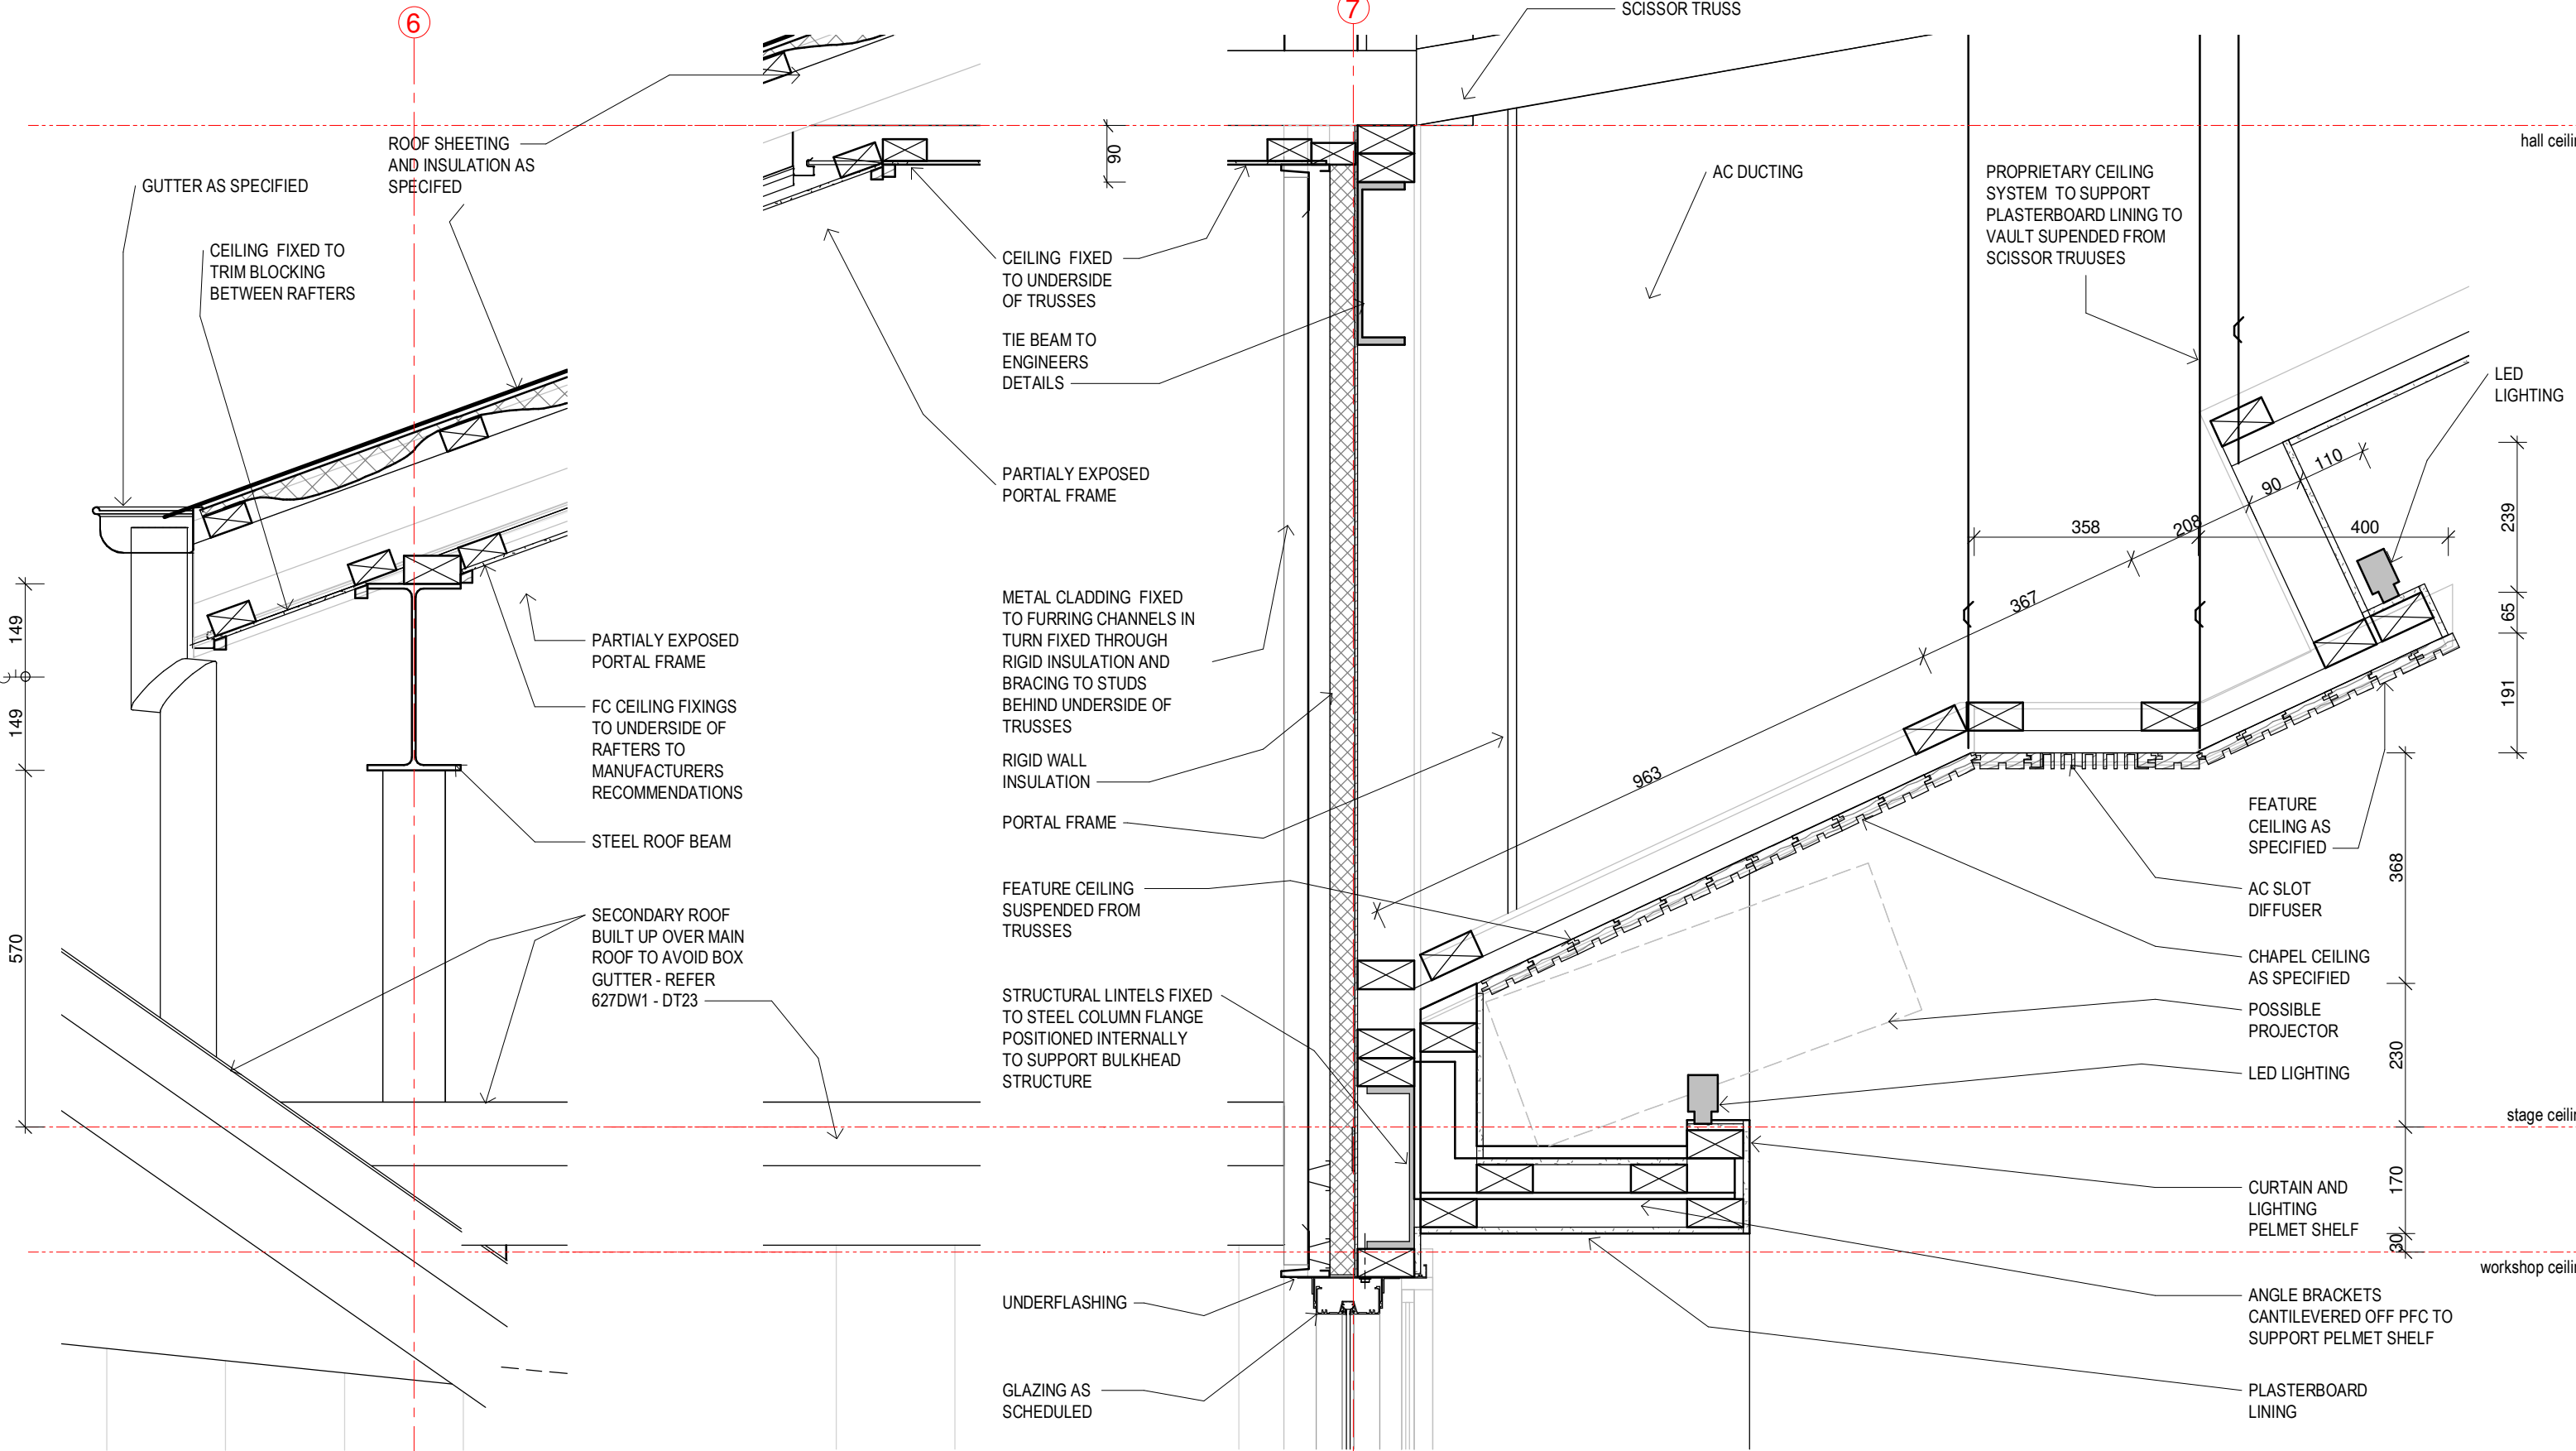 6
7
SCISSOR TRUSS
hall ceilin
ROOF SHEETING
AND INSULATION AS
SPECIFED
GUTTER AS SPECIFIED
CEILING FIXED TO
TRIM BLOCKING
BETWEEN RAFTERS
90
AC DUCTING
PROPRIETARY CEILING
SYSTEM TO SUPPORT
PLASTERBOARD LINING TO
VAULT SUPENDED FROM
SCISSOR TRUUSES
CEILING FIXED
TO UNDERSIDE
OF TRUSSES
TIE BEAM TO
ENGINEERS
DETAILS
LED
LIGHTING
PARTIALY EXPOSED
PORTAL FRAME
110
90
208
358
400
239
METAL CLADDING FIXED
TO FURRING CHANNELS IN
TURN FIXED THROUGH
RIGID INSULATION AND
BRACING TO STUDS
BEHIND UNDERSIDE OF
TRUSSES
367
65
149
149
570
PARTIALY EXPOSED
PORTAL FRAME
FC CEILING FIXINGS
TO UNDERSIDE OF
RAFTERS TO
MANUFACTURERS
RECOMMENDATIONS
STEEL ROOF BEAM
SECONDARY ROOF
BUILT UP OVER MAIN
ROOF TO AVOID BOX
GUTTER - REFER
627DW1 - DT23
191
RIGID WALL
INSULATION
963
PORTAL FRAME
FEATURE
CEILING AS
SPECIFIED
368
FEATURE CEILING
SUSPENDED FROM
TRUSSES
AC SLOT
DIFFUSER
CHAPEL CEILING
AS SPECIFIED
STRUCTURAL LINTELS FIXED
TO STEEL COLUMN FLANGE
POSITIONED INTERNALLY
TO SUPPORT BULKHEAD
STRUCTURE
POSSIBLE
PROJECTOR
230
LED LIGHTING
stage ceilin
170
CURTAIN AND
LIGHTING
PELMET SHELF
30
workshop ceilin
UNDERFLASHING
ANGLE BRACKETS
CANTILEVERED OFF PFC TO
SUPPORT PELMET SHELF
GLAZING AS
SCHEDULED
PLASTERBOARD
LINING